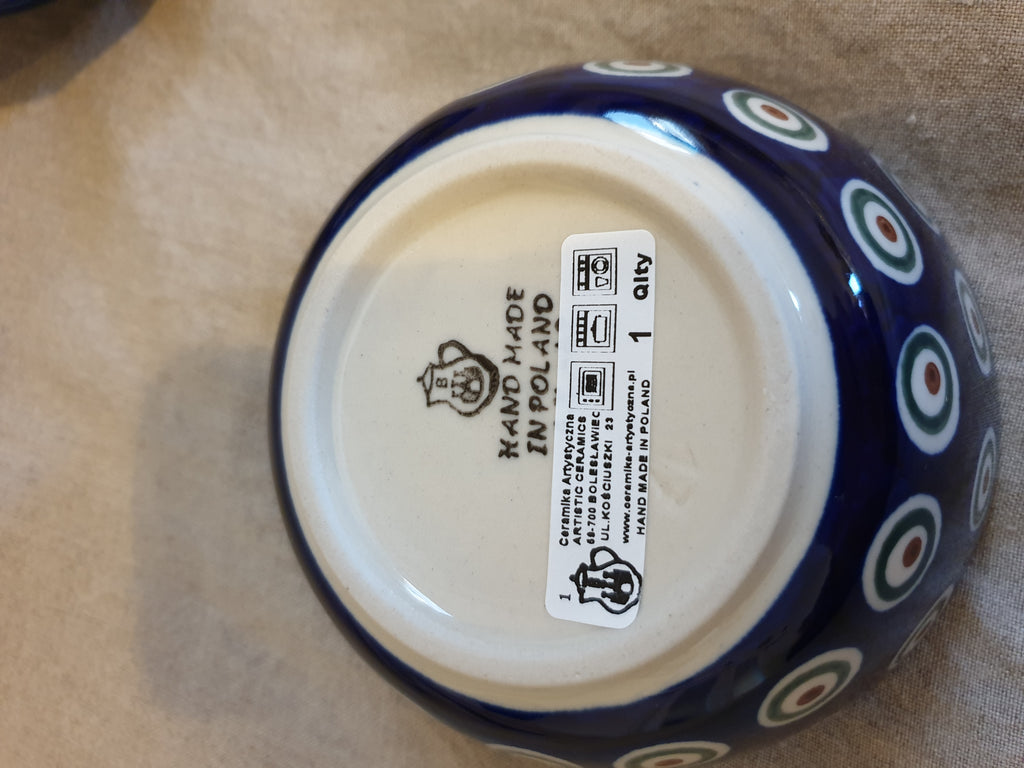 B
HAND MADE
IN POLAND
1
Ceramika Artystyczna
ARTISTIC CERAMICS
59-700 BOLESŁAWIEC
UL.KOŚCIUSZKI 23
www.ceramika-artystyczna.pl
HAND MADE IN POLAND
1 Qlty